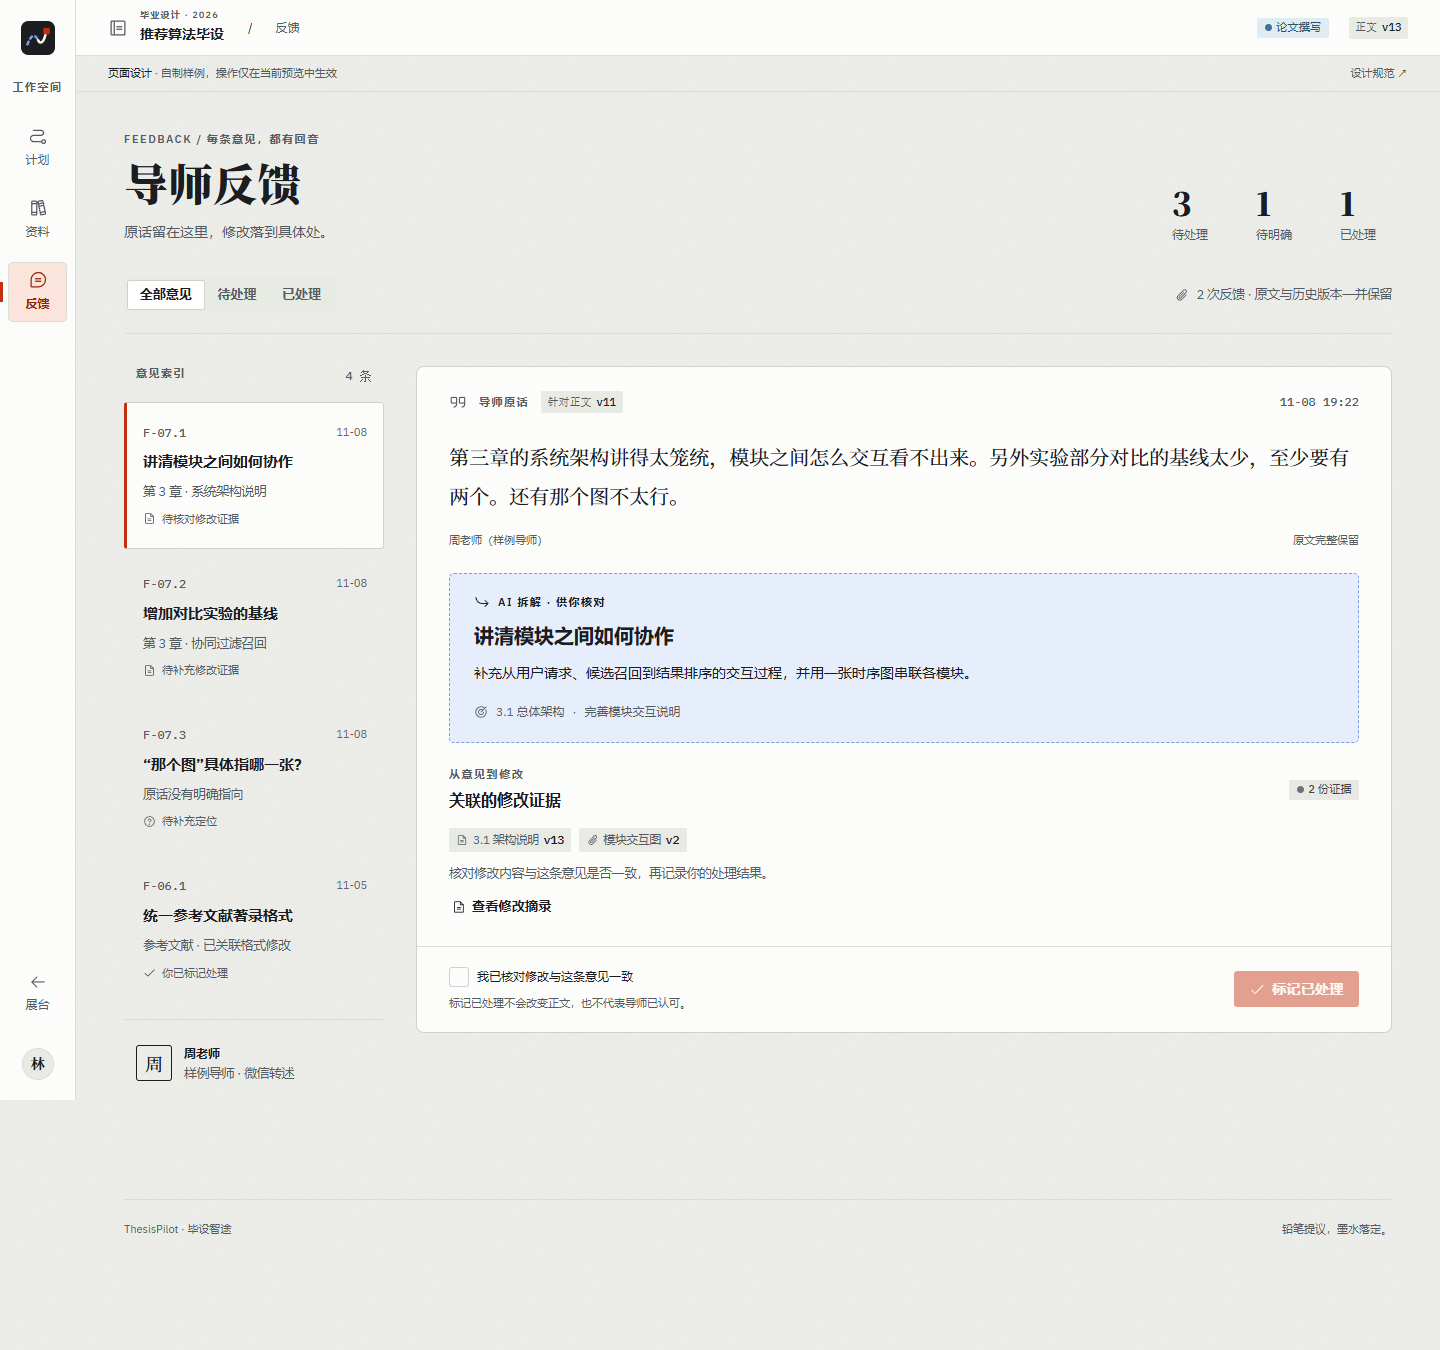 毕业设计 · 2026
推荐算法毕设
/
反馈
论文撰写
正文 v13
工作空间
计划
资料
反馈
展台
林
页面设计 · 自制样例，操作仅在当前预览中生效
设计规范 ↗
FEEDBACK / 每条意见，都有回音
导师反馈
原话留在这里，修改落到具体处。
3
待处理
1
待明确
1
已处理
全部意见
待处理
已处理
2 次反馈 · 原文与历史版本一并保留
意见索引
4 条
F-07.1
11-08
讲清模块之间如何协作
第 3 章 · 系统架构说明
待核对修改证据
F-07.2
11-08
增加对比实验的基线
第 3 章 · 协同过滤召回
待补充修改证据
F-07.3
11-08
“那个图”具体指哪一张？
原话没有明确指向
待补充定位
F-06.1
11-05
统一参考文献著录格式
参考文献 · 已关联格式修改
你已标记处理
周
周老师
样例导师 · 微信转述
导师原话
针对正文 v11
11-08 19:22
第三章的系统架构讲得太笼统，模块之间怎么交互看不出来。另外实验部分对比的基线太少，至少要有
两个。还有那个图不太行。
周老师（样例导师）
原文完整保留
AI 拆解 · 供你核对
讲清模块之间如何协作
补充从用户请求、候选召回到结果排序的交互过程，并用一张时序图串联各模块。
3.1 总体架构 · 完善模块交互说明
从意见到修改
关联的修改证据
2 份证据
3.1 架构说明 v13
模块交互图 v2
核对修改内容与这条意见是否一致，再记录你的处理结果。
查看修改摘录
我已核对修改与这条意见一致
标记已处理不会改变正文，也不代表导师已认可。
标记已处理
ThesisPilot · 毕设智途
铅笔提议，墨水落定。